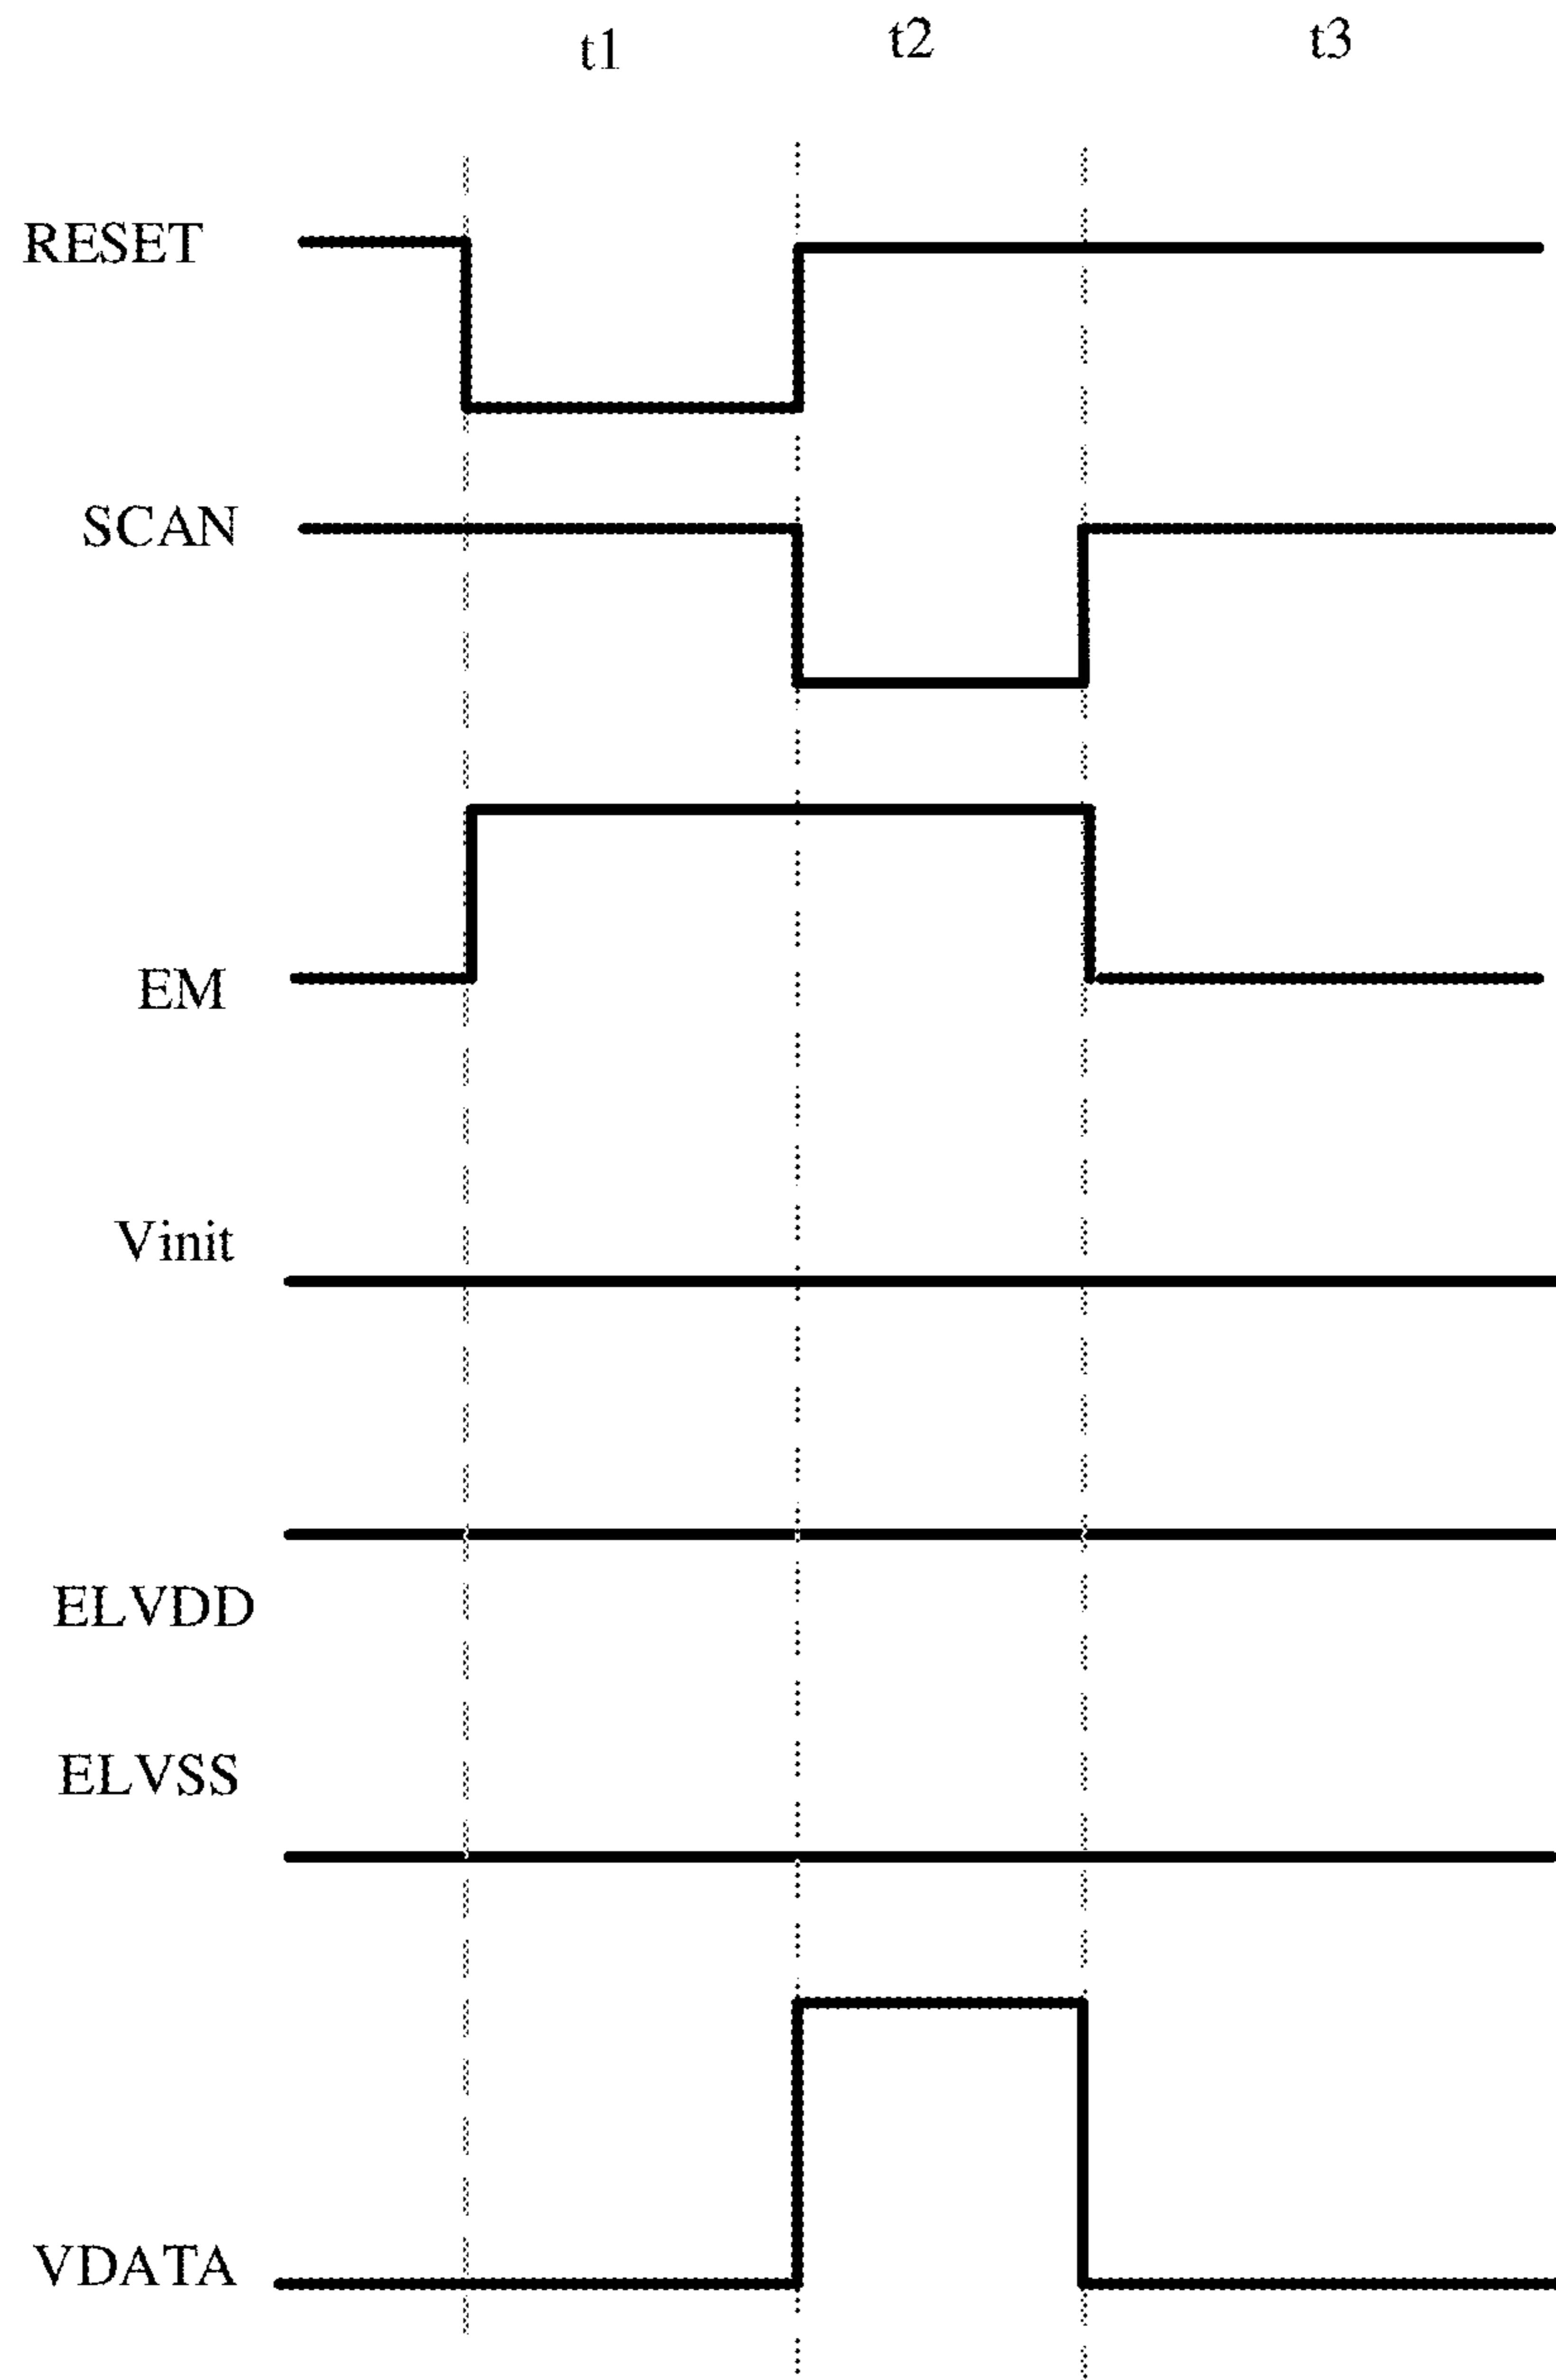 t1 t2 t3
RESET
SCAN
EM
Vinit
ELVDD
ELVSS
VDATA